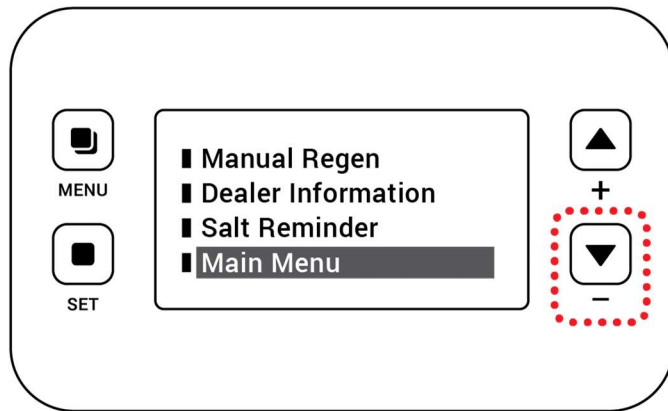 MENU
SET
Manual Regen
Dealer Information
Salt Reminder
Main Menu
+
−